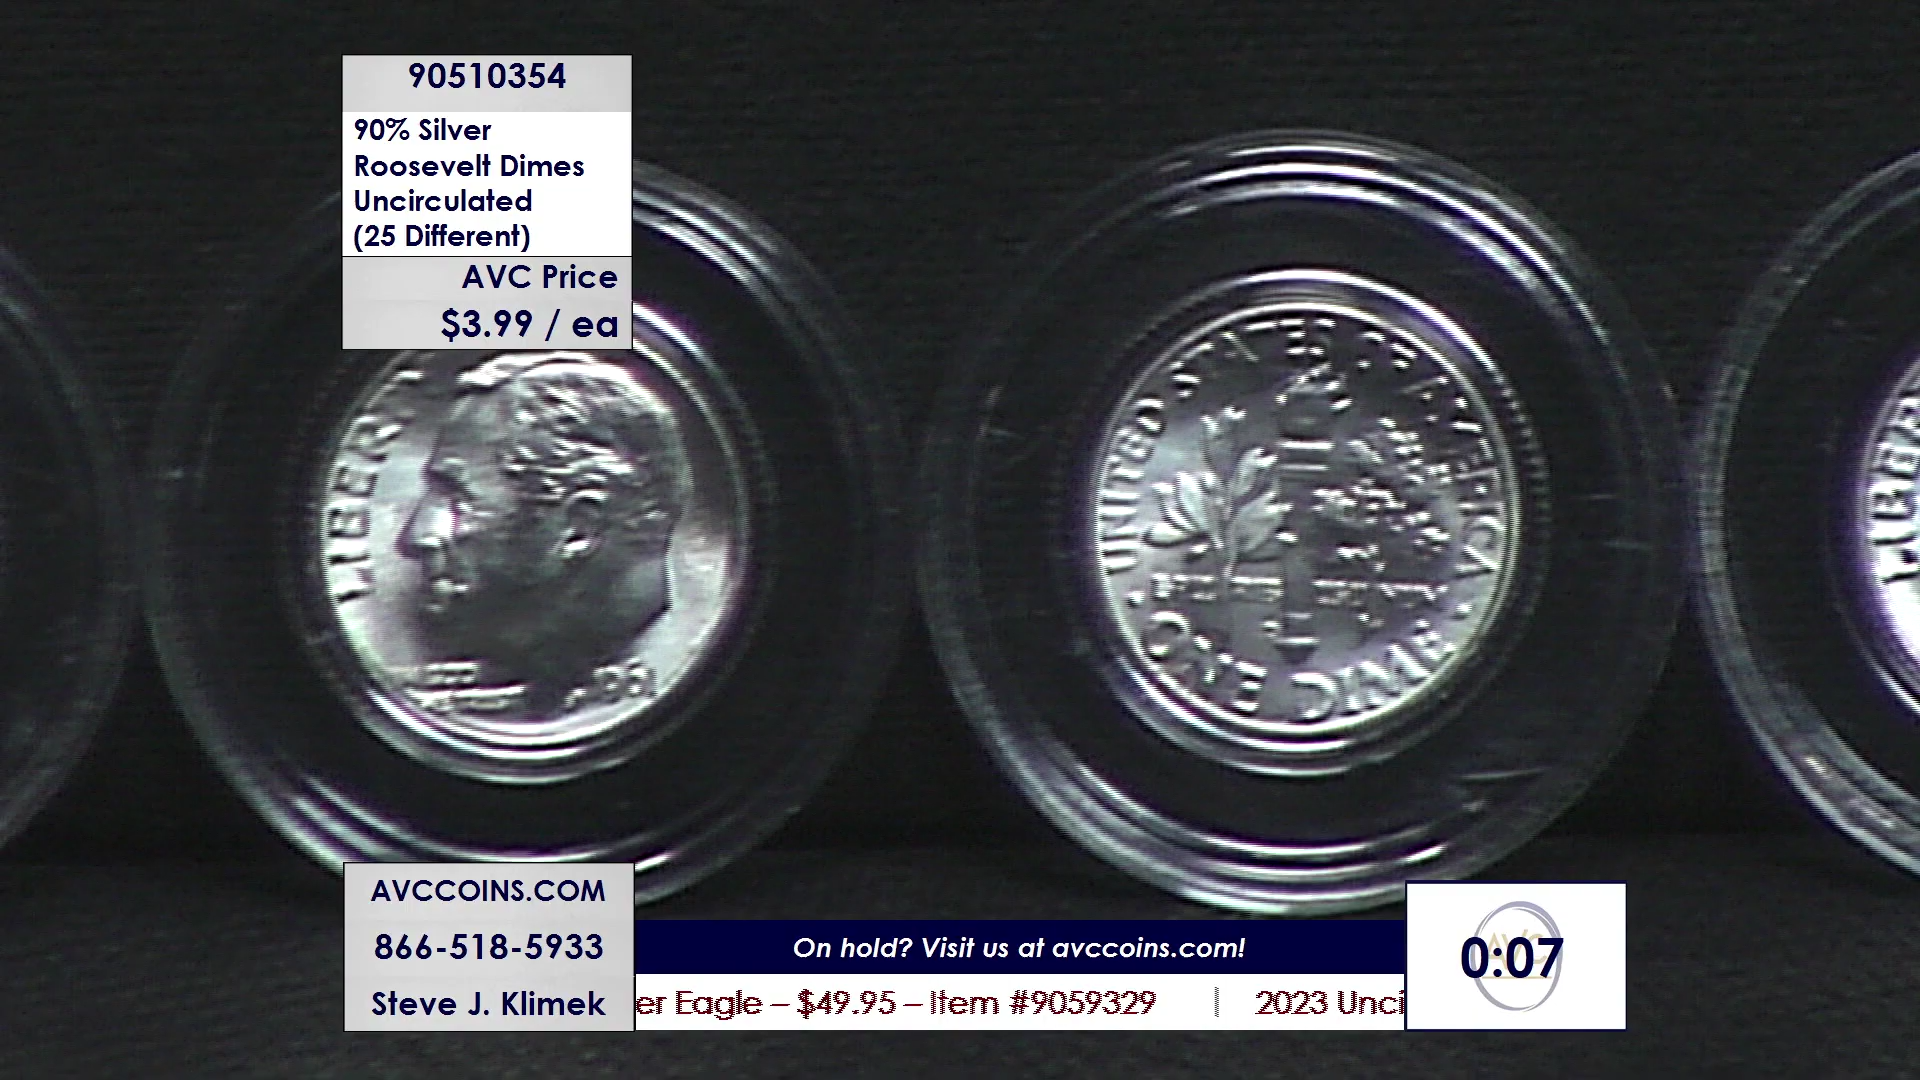 90510354
90% Silver
Roosevelt Dimes
Uncirculated
(25 Different)
AVC Price
$3.99 / ea
LIBERTY
UNITED STATES OF AMERICA
ONE DIME
AVCCOINS.COM
866-518-5933
Steve J. Klimek
On hold? Visit us at avccoins.com!
er Eagle – $49.95 – Item #9059329 | 2023 Unci
0:07